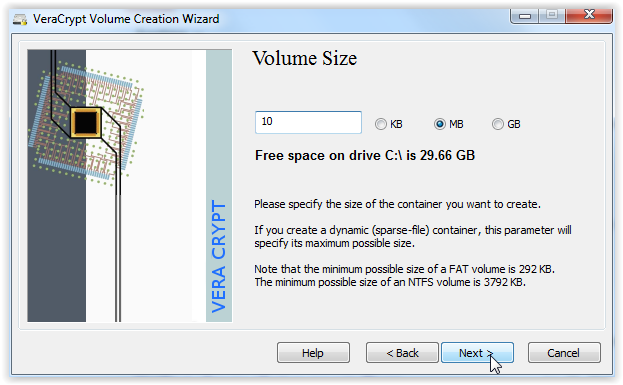 VeraCrypt Volume Creation Wizard
Volume Size
10 KB MB GB
Free space on drive C:\ is 29.66 GB
Please specify the size of the container you want to create.
If you create a dynamic (sparse-file) container, this parameter will
specify its maximum possible size.
Note that the minimum possible size of a FAT volume is 292 KB.
The minimum possible size of an NTFS volume is 3792 KB.
VERA CRYPT
Help < Back Next > Cancel